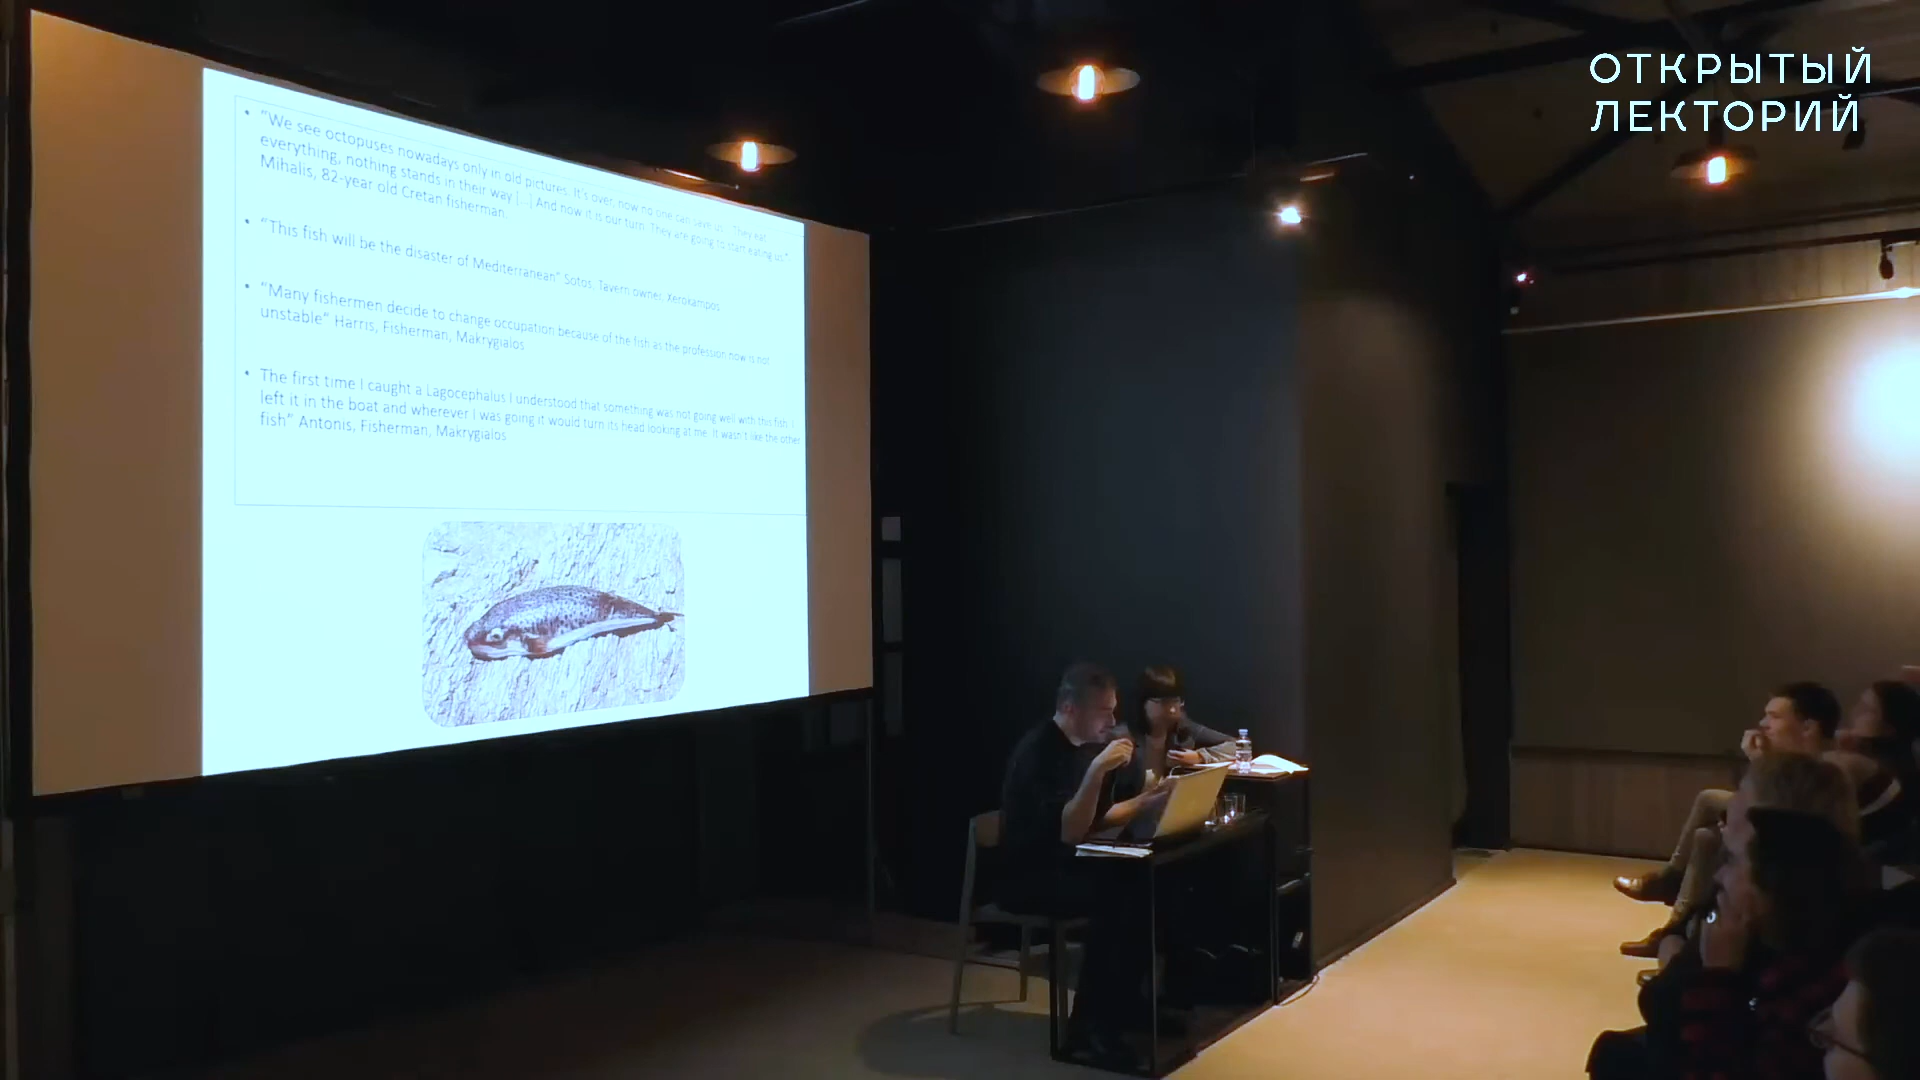 ОТКРЫТЫЙ
ЛЕКТОРИЙ
• “We see octopuses nowadays only in old pictures. It's over, now no one can save us.. They eat
everything, nothing stands in their way [...] And now it is our turn. They are going to start eating us.”
Mihalis, 82-year old Cretan fisherman.
• “This fish will be the disaster of Mediterranean” Sotos, Tavern owner, Xerokampos
• “Many fishermen decide to change occupation because of the fish as the profession now is not
unstable“ Harris, Fisherman, Makrygialos
• The first time I caught a Lagocephalus I understood that something was not going well with this fish. I
left it in the boat and wherever I was going it would turn its head looking at me. It wasn't like the other
fish” Antonis, Fisherman, Makrygialos